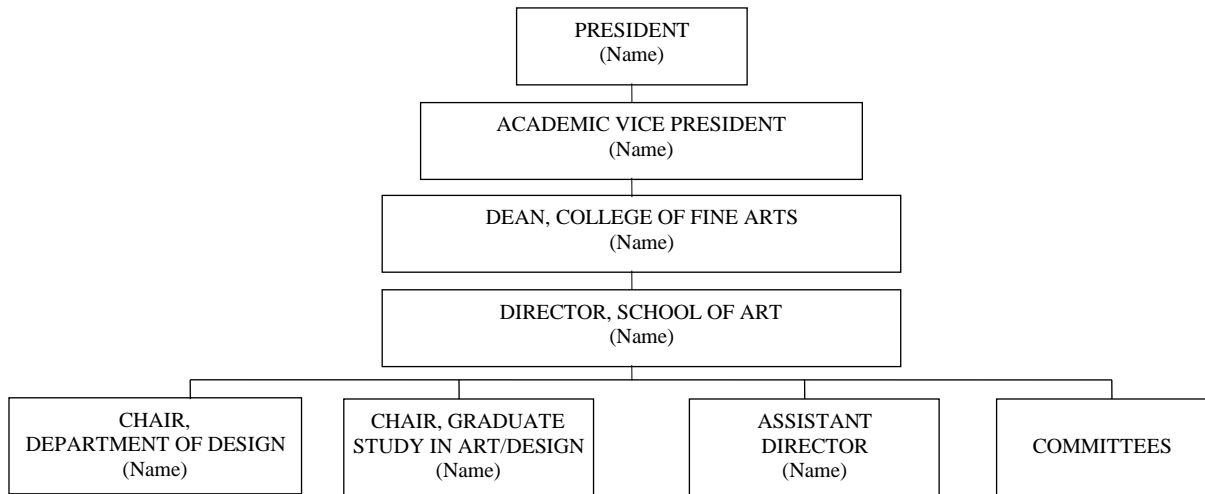 PRESIDENT
(Name)
ACADEMIC VICE PRESIDENT
(Name)
DEAN, COLLEGE OF FINE ARTS
(Name)
DIRECTOR, SCHOOL OF ART
(Name)
CHAIR,
DEPARTMENT OF DESIGN
(Name)
CHAIR, GRADUATE
STUDY IN ART/DESIGN
(Name)
ASSISTANT
DIRECTOR
(Name)
COMMITTEES